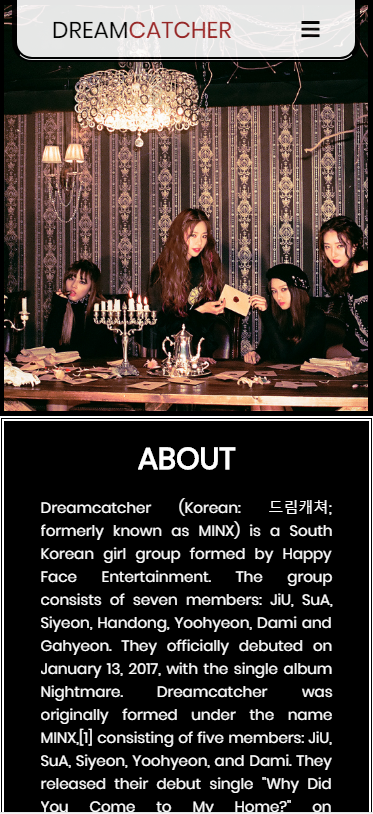 DREAMCATCHER
ABOUT
Dreamcatcher (Korean: 드림캐쳐;
formerly known as MINX) is a South
Korean girl group formed by Happy
Face Entertainment. The group
consists of seven members: JiU, SuA,
Siyeon, Handong, Yoohyeon, Dami and
Gahyeon. They officially debuted on
January 13, 2017, with the single album
Nightmare. Dreamcatcher was
originally formed under the name
MINX,[1] consisting of five members: JiU,
SuA, Siyeon, Yoohyeon, and Dami. They
released their debut single "Why Did
You Come to My Home?" on